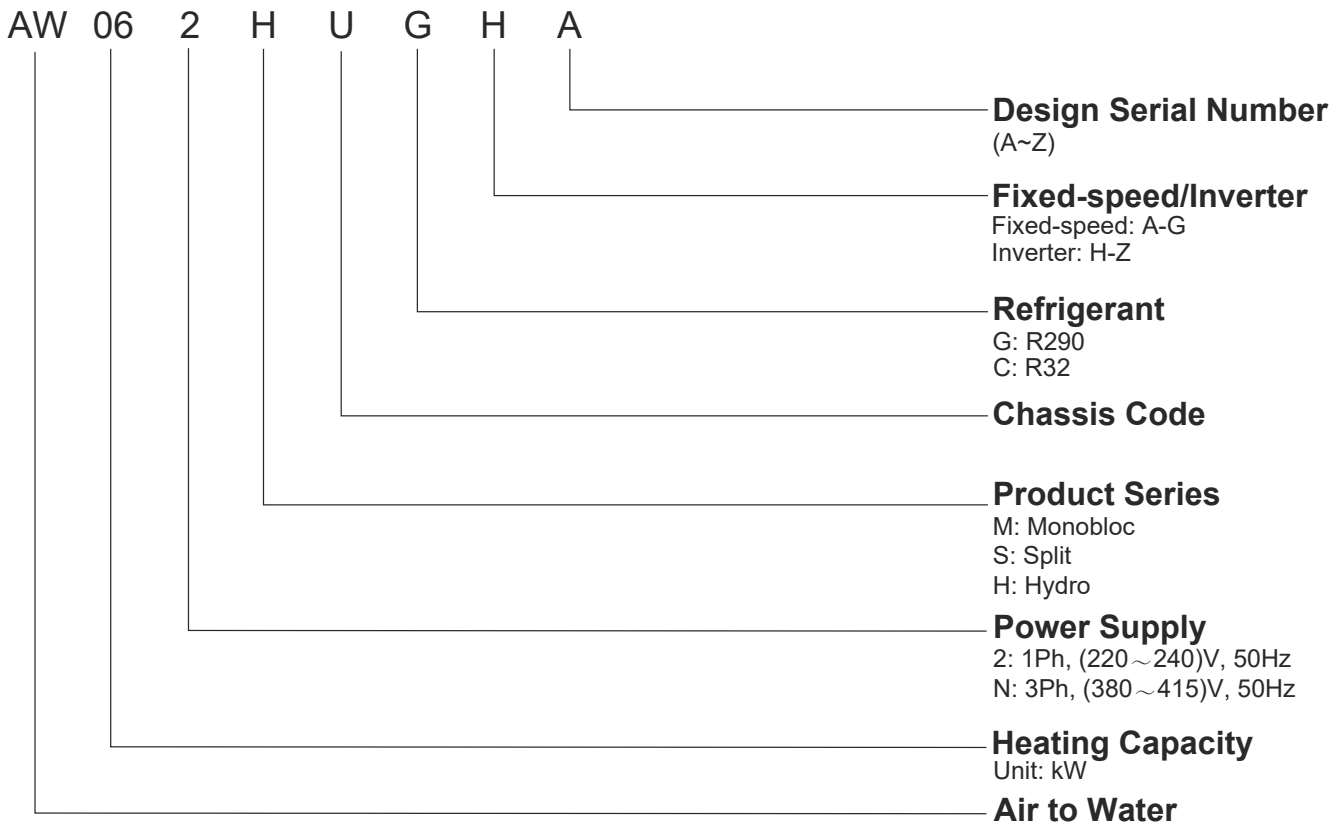 AW 06 2 H U G H A
Design Serial Number
(A~Z)
Fixed-speed/Inverter
Fixed-speed: A-G
Inverter: H-Z
Refrigerant
G: R290
C: R32
Chassis Code
Product Series
M: Monobloc
S: Split
H: Hydro
Power Supply
2: 1Ph, (220～240)V, 50Hz
N: 3Ph, (380～415)V, 50Hz
Heating Capacity
Unit: kW
Air to Water